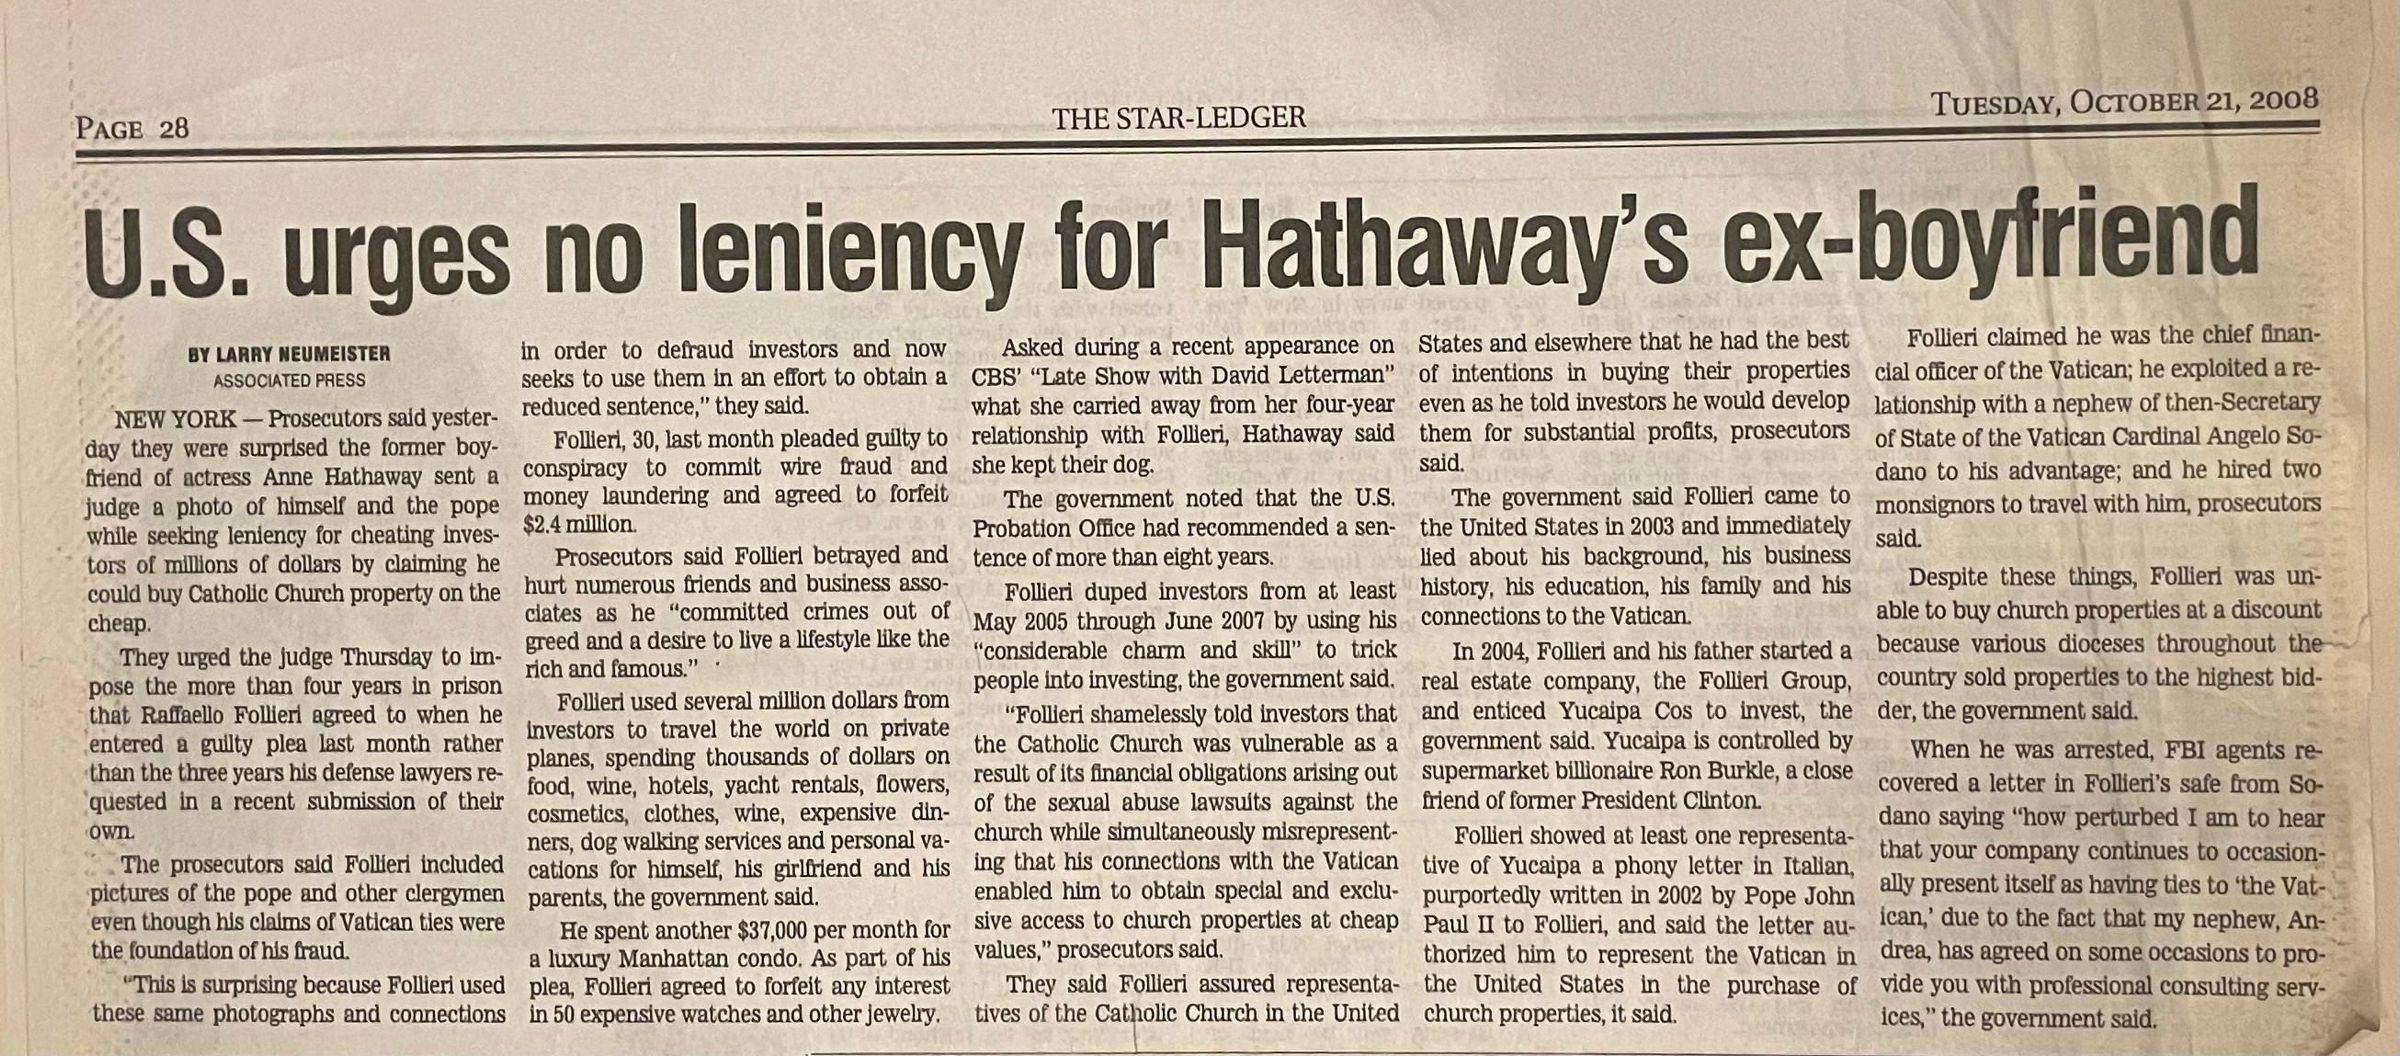 PAGE 28
THE STAR-LEDGER
TUESDAY, OCTOBER 21, 2008
U.S. urges no leniency for Hathaway's ex-boyfriend
BY LARRY NEUMEISTER
ASSOCIATED PRESS
NEW YORK — Prosecutors said yester-
day they were surprised the former boy-
friend of actress Anne Hathaway sent a
judge a photo of himself and the pope
while seeking leniency for cheating inves-
tors of millions of dollars by claiming he
could buy Catholic Church property on the
cheap.
They urged the judge Thursday to im-
pose the more than four years in prison
that Raffaello Follieri agreed to when he
entered a guilty plea last month rather
than the three years his defense lawyers re-
quested in a recent submission of their
own.
The prosecutors said Follieri included
pictures of the pope and other clergymen
even though his claims of Vatican ties were
the foundation of his fraud.
"This is surprising because Follieri used
these same photographs and connections
in order to defraud investors and now
seeks to use them in an effort to obtain a
reduced sentence," they said.
Follieri, 30, last month pleaded guilty to
conspiracy to commit wire fraud and
money laundering and agreed to forfeit
$2.4 million.
Prosecutors said Follieri betrayed and
hurt numerous friends and business asso-
ciates as he "committed crimes out of
greed and a desire to live a lifestyle like the
rich and famous."
Follieri used several million dollars from
investors to travel the world on private
planes, spending thousands of dollars on
food, wine, hotels, yacht rentals, flowers,
cosmetics, clothes, wine, expensive din-
ners, dog walking services and personal va-
cations for himself, his girlfriend and his
parents, the government said.
He spent another $37,000 per month for
a luxury Manhattan condo. As part of his
plea, Follieri agreed to forfeit any interest
in 50 expensive watches and other jewelry.
Asked during a recent appearance on
CBS' "Late Show with David Letterman"
what she carried away from her four-year
relationship with Follieri, Hathaway said
she kept their dog.
The government noted that the U.S.
Probation Office had recommended a sen-
tence of more than eight years.
Follieri duped investors from at least
May 2005 through June 2007 by using his
"considerable charm and skill" to trick
people into investing, the government said.
"Follieri shamelessly told investors that
the Catholic Church was vulnerable as a
result of its financial obligations arising out
of the sexual abuse lawsuits against the
church while simultaneously misrepresent-
ing that his connections with the Vatican
enabled him to obtain special and exclu-
sive access to church properties at cheap
values," prosecutors said.
They said Follieri assured representa-
tives of the Catholic Church in the United
States and elsewhere that he had the best
of intentions in buying their properties
even as he told investors he would develop
them for substantial profits, prosecutors
said.
The government said Follieri came to
the United States in 2003 and immediately
lied about his background, his business
history, his education, his family and his
connections to the Vatican.
In 2004, Follieri and his father started a
real estate company, the Follieri Group,
and enticed Yucaipa Cos to invest, the
government said. Yucaipa is controlled by
supermarket billionaire Ron Burkle, a close
friend of former President Clinton.
Follieri showed at least one representa-
tive of Yucaipa a phony letter in Italian,
purportedly written in 2002 by Pope John
Paul II to Follieri, and said the letter au-
thorized him to represent the Vatican in
the United States in the purchase of
church properties, it said.
Follieri claimed he was the chief finan-
cial officer of the Vatican; he exploited a re-
lationship with a nephew of then-Secretary
of State of the Vatican Cardinal Angelo So-
dano to his advantage; and he hired two
monsignors to travel with him, prosecutors
said.
Despite these things, Follieri was un-
able to buy church properties at a discount
because various dioceses throughout the
country sold properties to the highest bid-
der, the government said.
When he was arrested, FBI agents re-
covered a letter in Follieri's safe from So-
dano saying "how perturbed I am to hear
that your company continues to occasion-
ally present itself as having ties to 'the Vat-
ican,' due to the fact that my nephew, An-
drea, has agreed on some occasions to pro-
vide you with professional consulting serv-
ices," the government said.